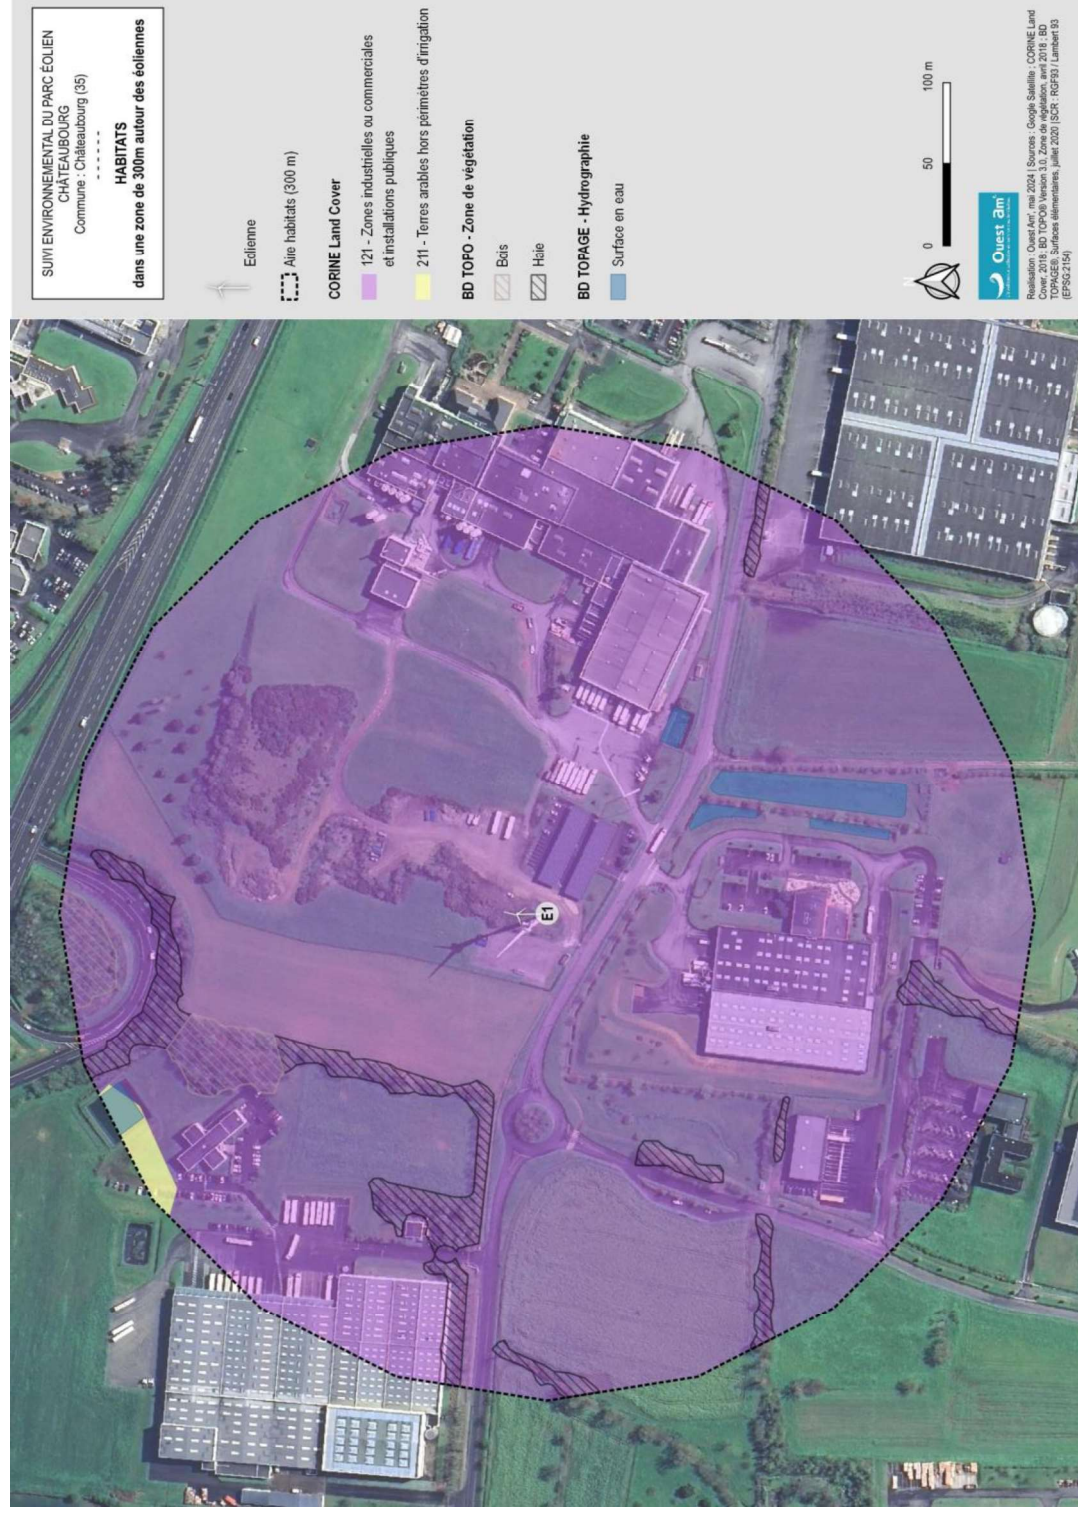 SUIVI ENVIRONNEMENTAL DU PARC ÉOLIEN
CHÂTEAUBOURG
Commune : Châteaubourg (35)
------
HABITATS
dans une zone de 300m autour des éoliennes
Eolienne
Aire habitats (300 m)
CORINE Land Cover
121 - Zones industrielles ou commerciales
et installations publiques
211 - Terres arables hors périmètres d'irrigation
BD TOPO - Zone de végétation
Bois
Haie
BD TOPAGE - Hydrographie
Surface en eau
N
0 50 100 m
Ouest am'
Réalisation : Ouest Am', mai 2024 | Sources : Google Satellite ; CORINE Land
Cover, 2018 ; BD TOPO® Version 3.0, Zone de végétation, avril 2018 ; BD
TOPAGE®, Surfaces élémentaires, juillet 2020 | SCR : RGF93 / Lambert 93
(EPSG:2154)
E1